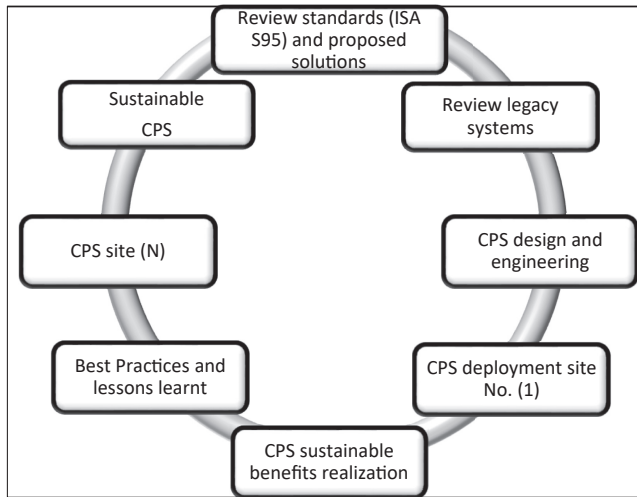 Review standards (ISA
S95) and proposed
solutions
Review legacy
systems
CPS design and
engineering
CPS deployment site
No. (1)
CPS sustainable
benefits realization
Best Practices and
lessons learnt
CPS site (N)
Sustainable
CPS